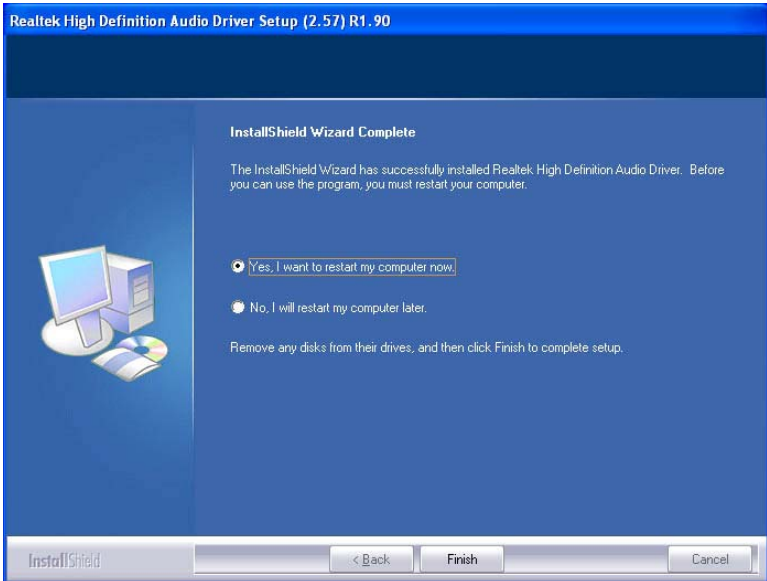 Realtek High Definition Audio Driver Setup (2.57) R1.90
InstallShield Wizard Complete
The InstallShield Wizard has successfully installed Realtek High Definition Audio Driver. Before
you can use the program, you must restart your computer.
Yes, I want to restart my computer now.
No, I will restart my computer later.
Remove any disks from their drives, and then click Finish to complete setup.
InstallShield
< Back
Finish
Cancel